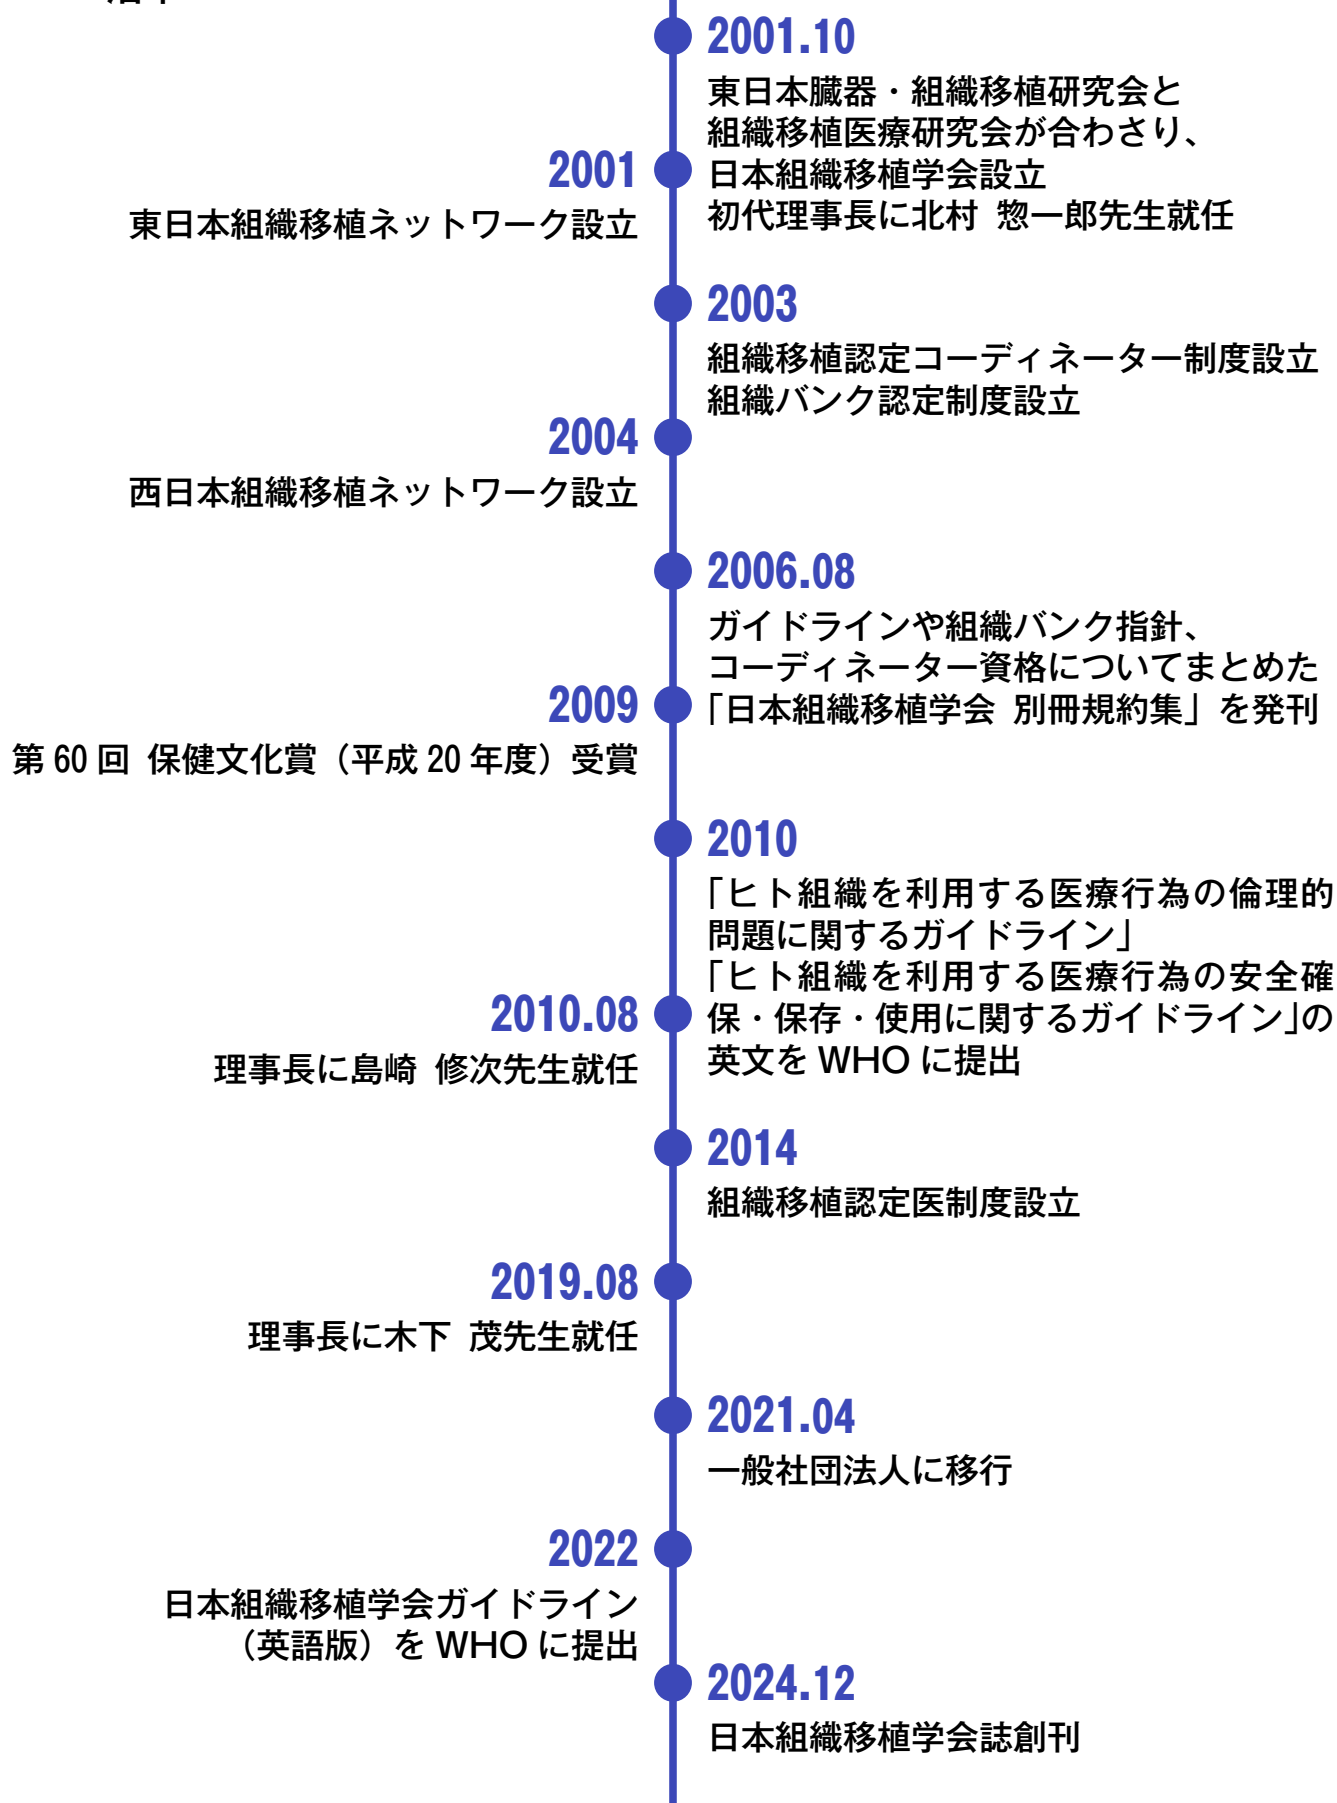 2001.10
東日本臓器・組織移植研究会と
組織移植医療研究会が合わさり、
日本組織移植学会設立
初代理事長に北村 惣一郎先生就任
2001
東日本組織移植ネットワーク設立
2003
組織移植認定コーディネーター制度設立
組織バンク認定制度設立
2004
西日本組織移植ネットワーク設立
2006.08
ガイドラインや組織バンク指針、
コーディネーター資格についてまとめた
「日本組織移植学会 別冊規約集」を発刊
2009
第60回 保健文化賞（平成20年度）受賞
2010
「ヒト組織を利用する医療行為の倫理的
問題に関するガイドライン」
「ヒト組織を利用する医療行為の安全確
保・保存・使用に関するガイドライン」の
英文をWHOに提出
2010.08
理事長に島崎 修次先生就任
2014
組織移植認定医制度設立
2019.08
理事長に木下 茂先生就任
2021.04
一般社団法人に移行
2022
日本組織移植学会ガイドライン
（英語版）をWHOに提出
2024.12
日本組織移植学会誌創刊